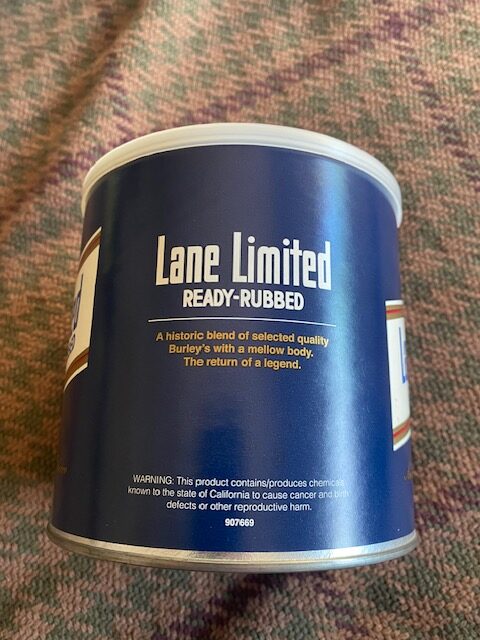 Lane Limited
READY-RUBBED
A historic blend of selected quality
Burley's with a mellow body.
The return of a legend.
WARNING: This product contains/produces chemicals
known to the state of California to cause cancer and birth
defects or other reproductive harm.
907669